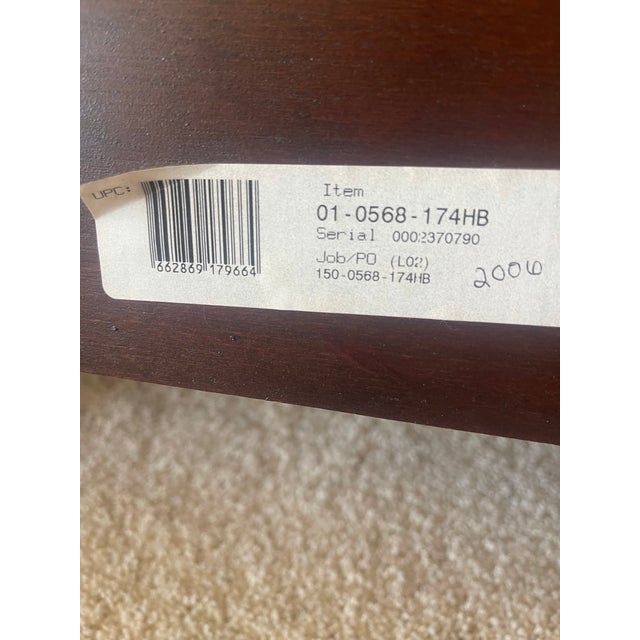 UPC:
662869 179664
Item
01-0568-174HB
Serial 0002370790
Job/PO (L02)
150-0568-174HB
2006